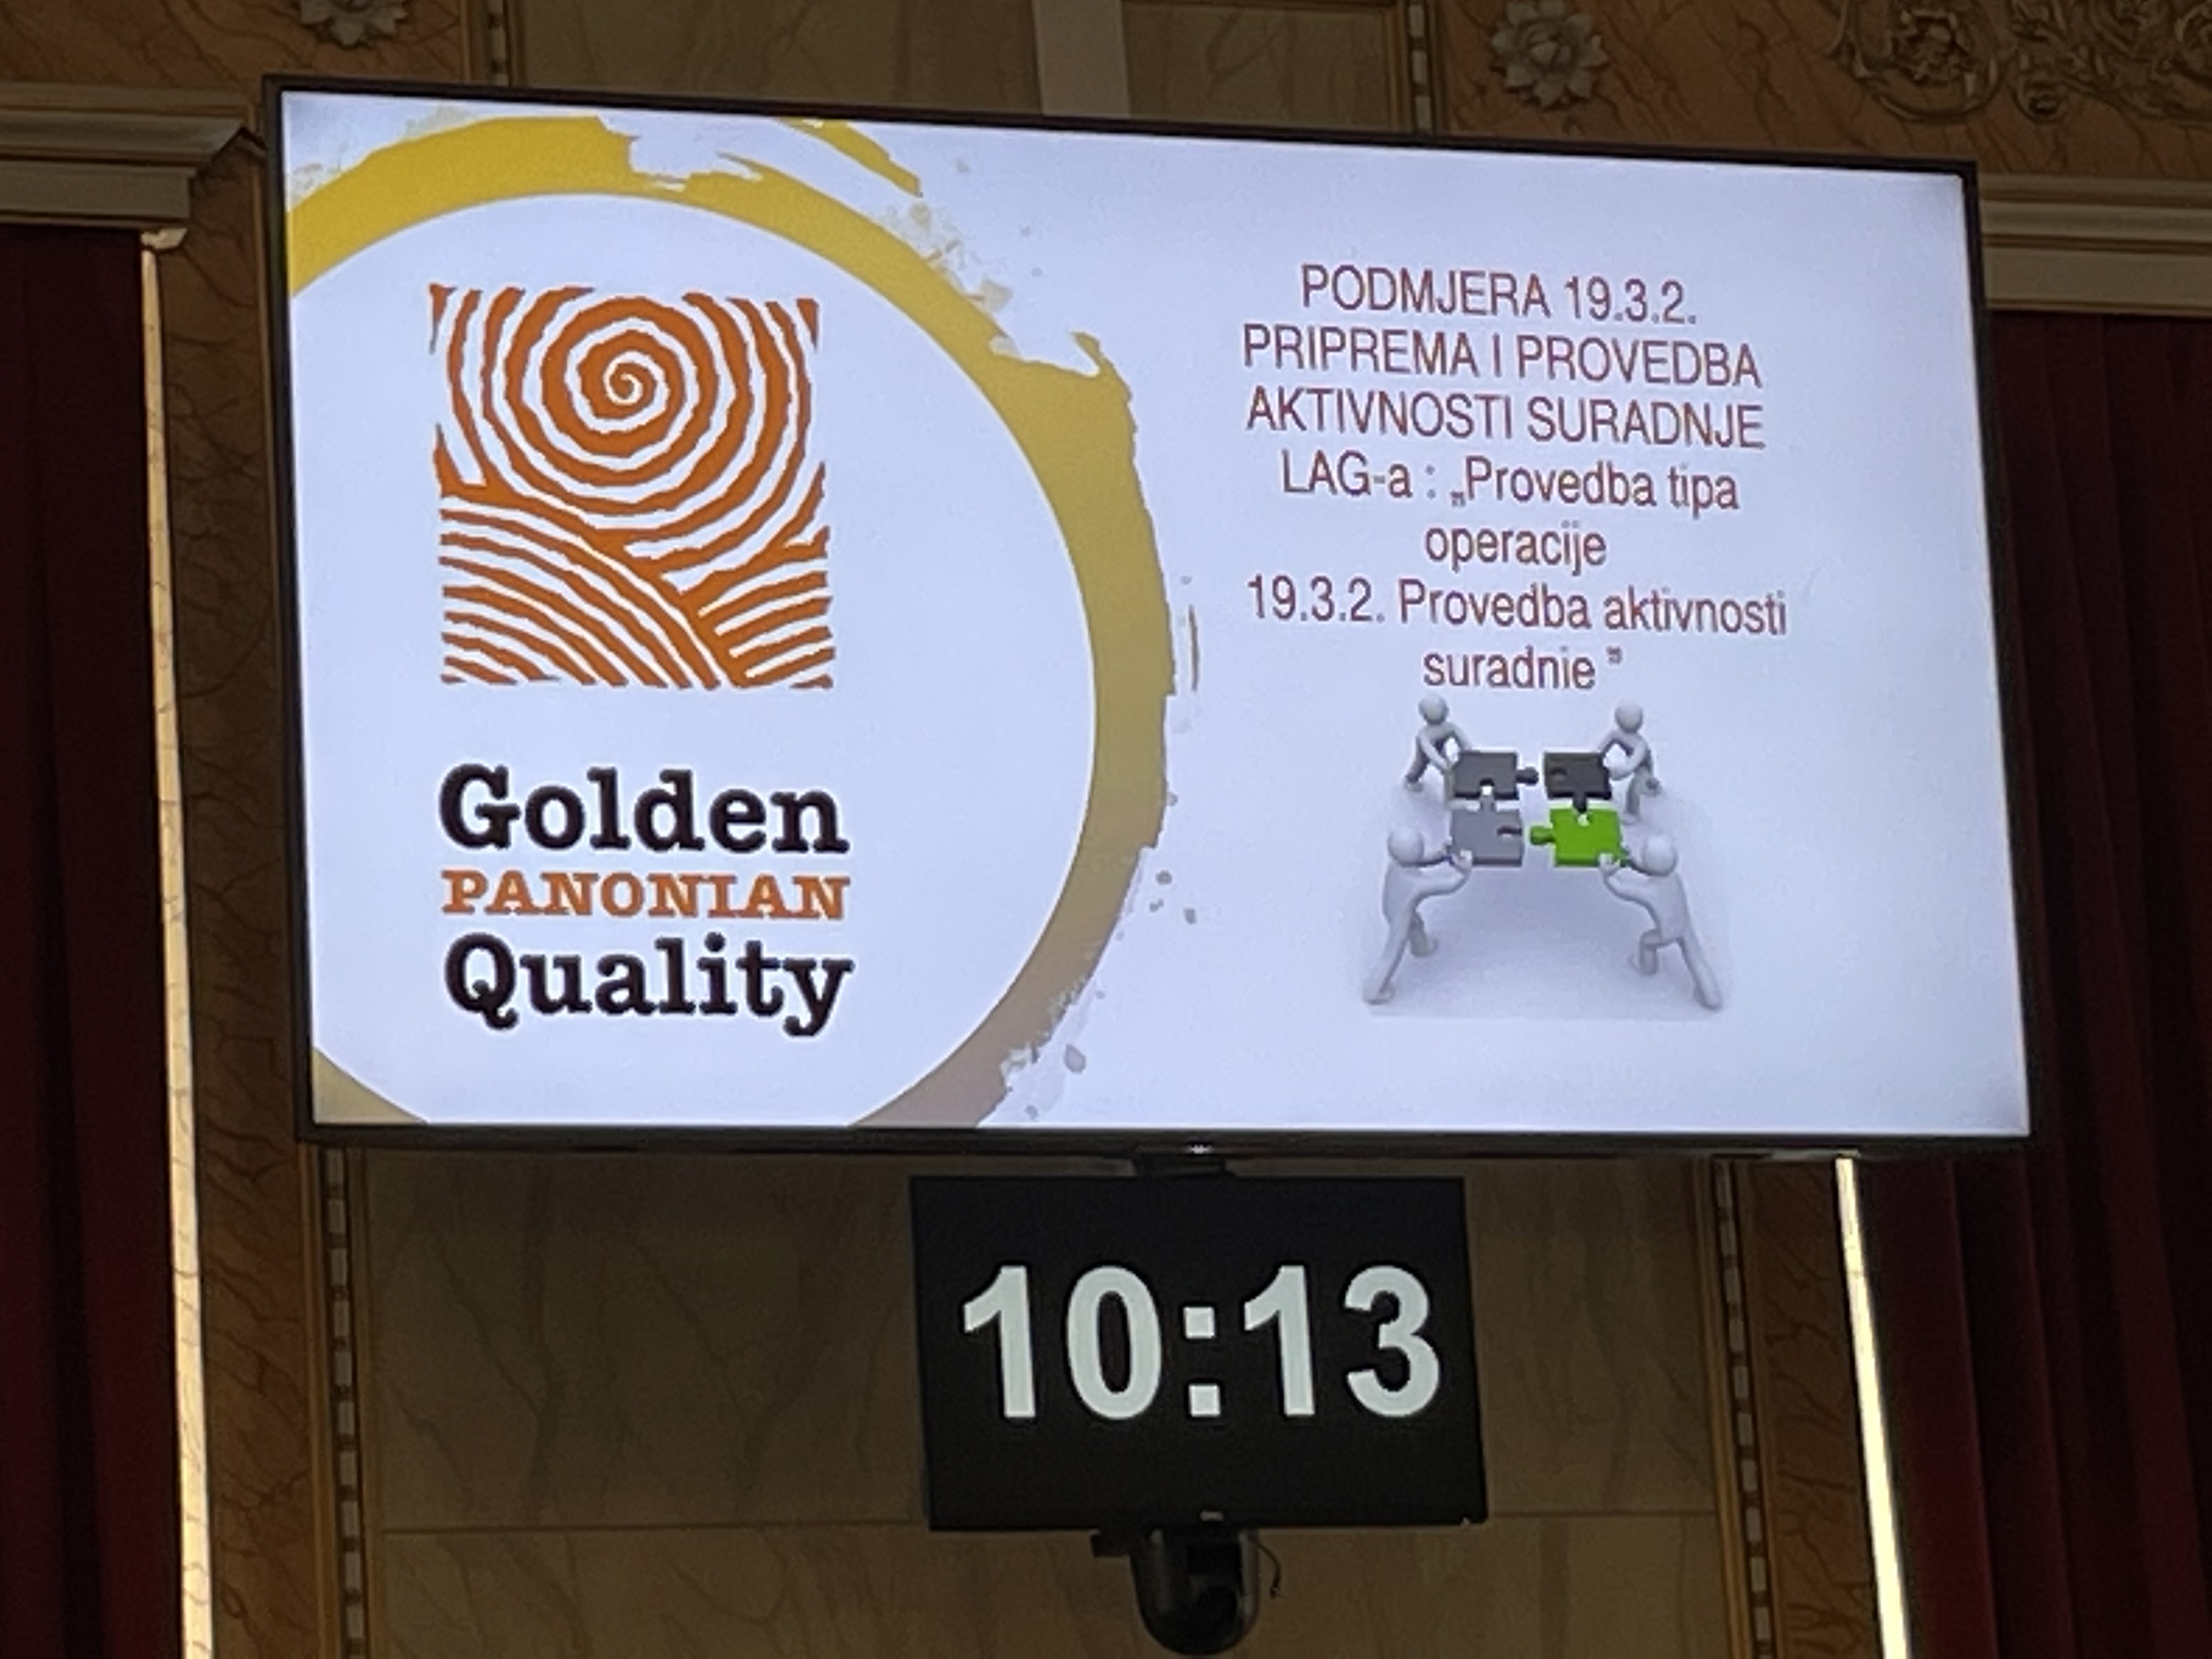 Golden
PANONIAN
Quality
PODMJERA 19.3.2.
PRIPREMA I PROVEDBA
AKTIVNOSTI SURADNJE
LAG-a : „Provedba tipa
operacije
19.3.2. Provedba aktivnosti
suradnie ”
10:13